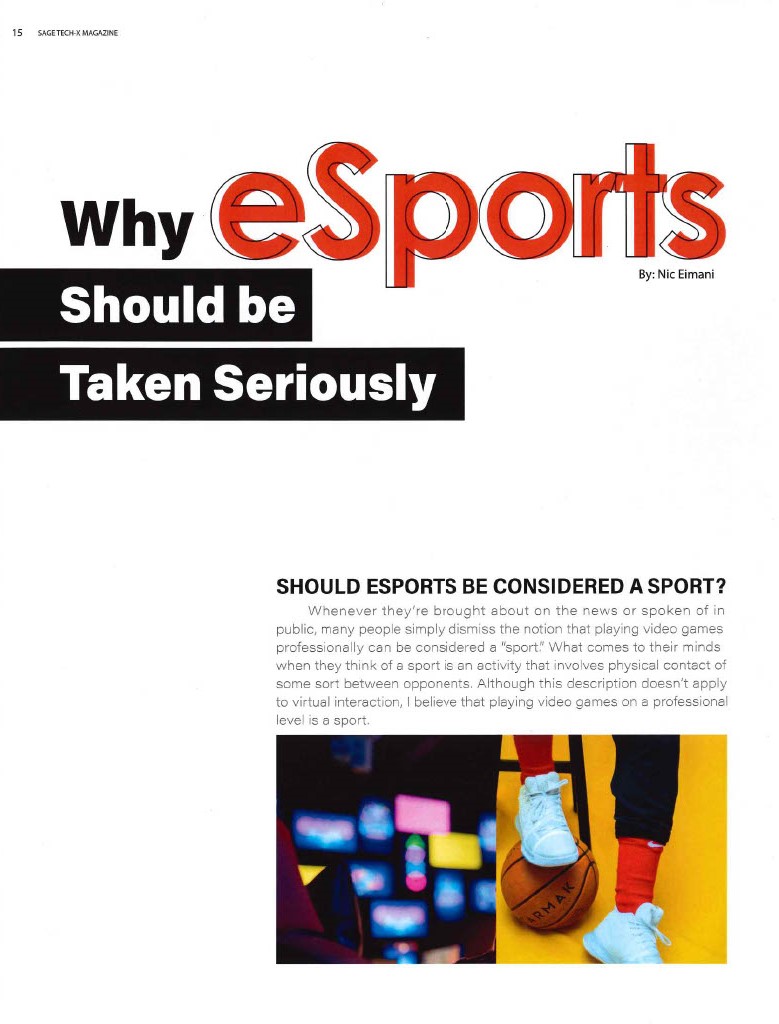 15 SAGE TECH-X MAGAZINE
Why eSports
By: Nic Eimani
Should be
Taken Seriously
SHOULD ESPORTS BE CONSIDERED A SPORT?
Whenever they're brought about on the news or spoken of in
public, many people simply dismiss the notion that playing video games
professionally can be considered a "sport." What comes to their minds
when they think of a sport is an activity that involves physical contact of
some sort between opponents. Although this description doesn't apply
to virtual interaction, I believe that playing video games on a professional
level is a sport.
ARMAK